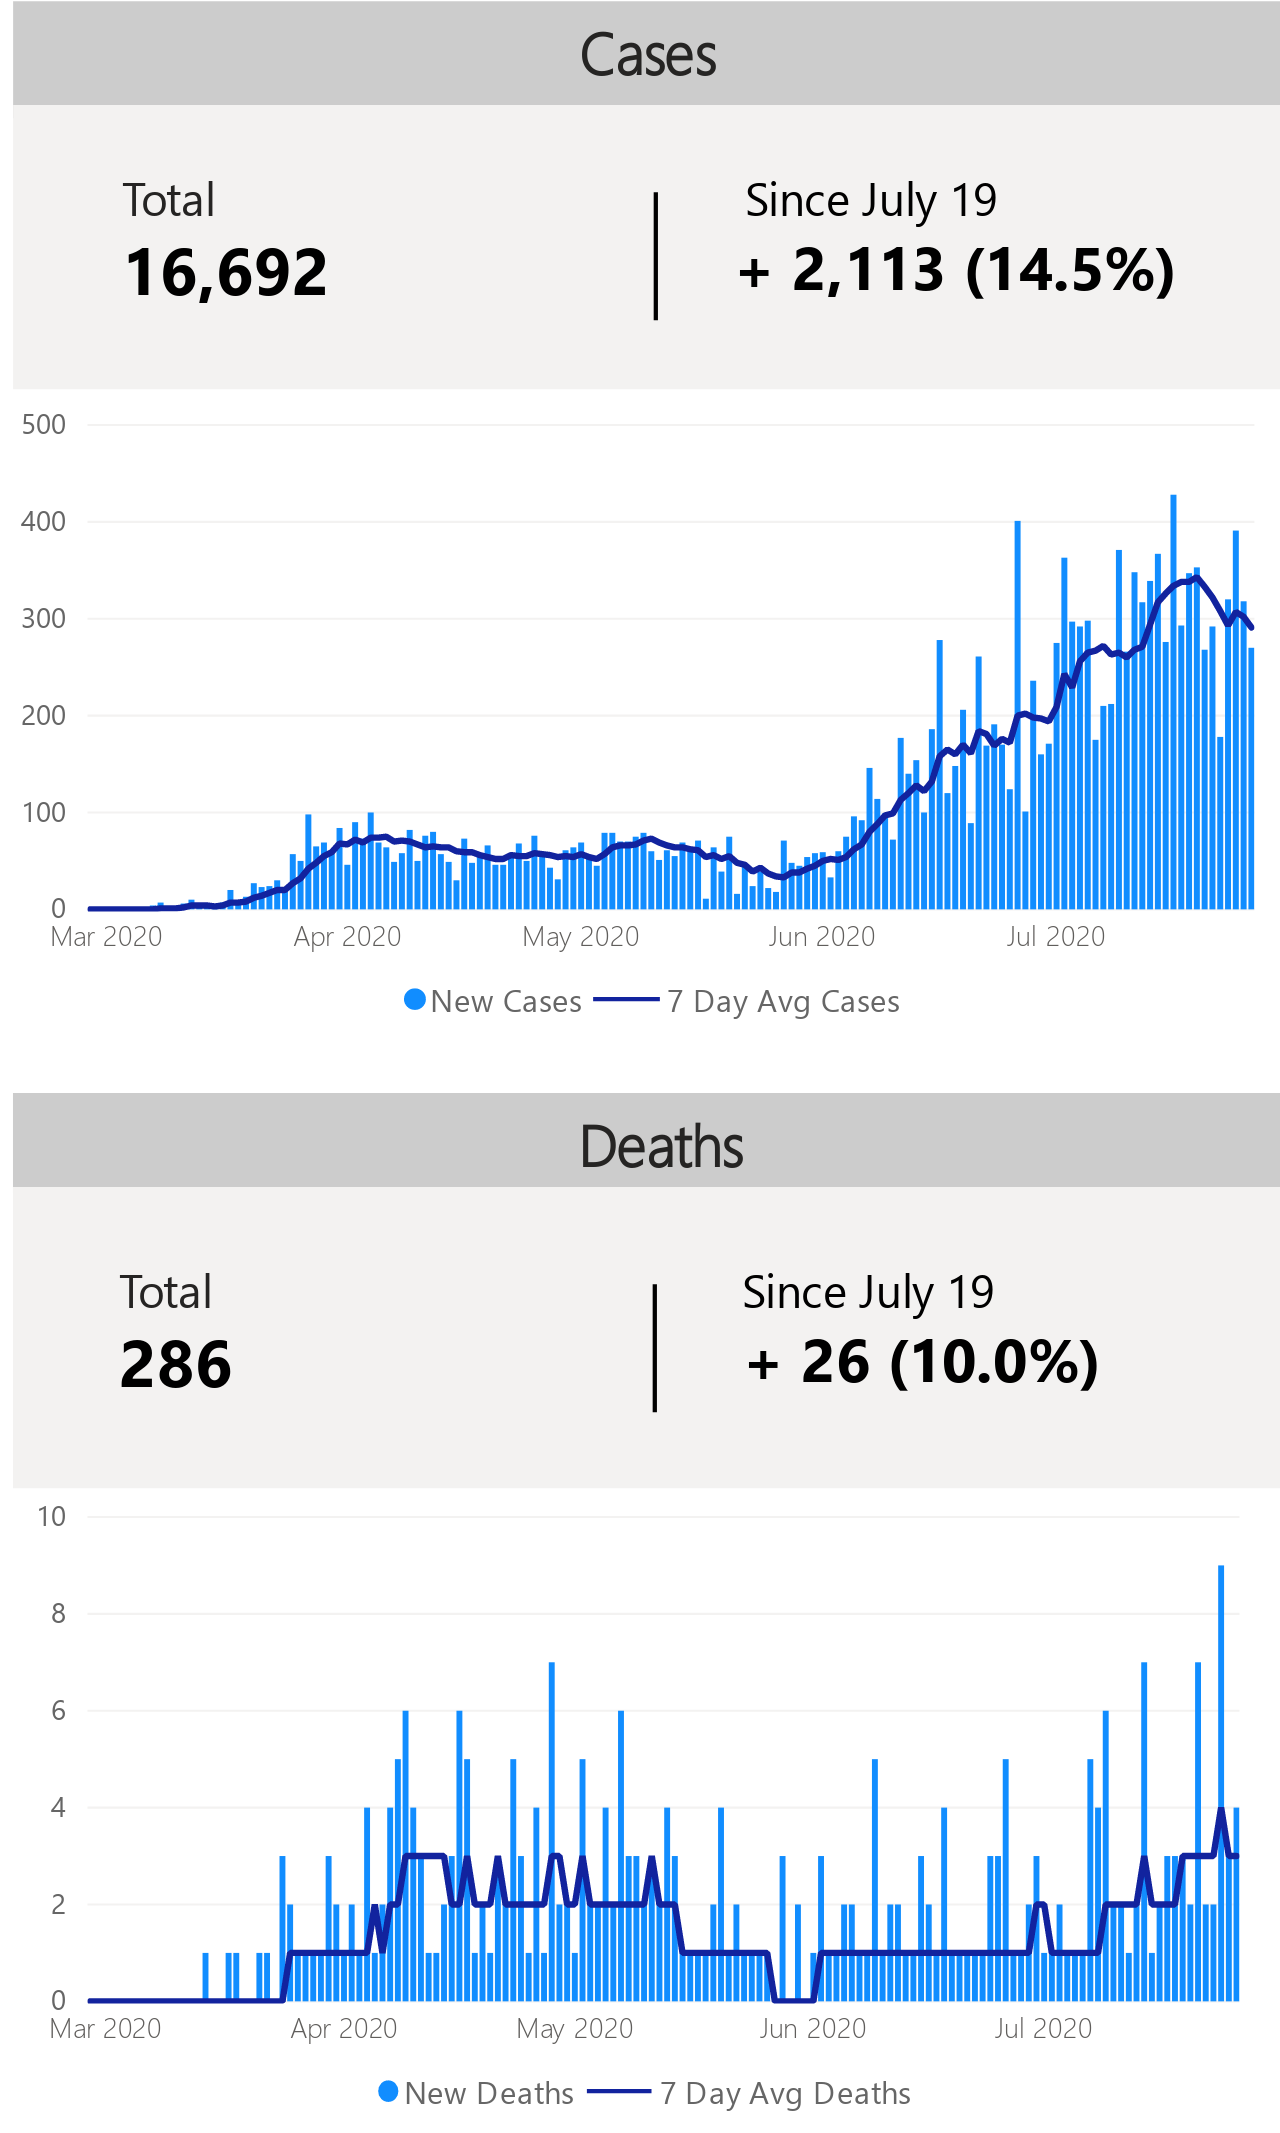 Cases
Total
16,692
Since July 19
+ 2,113 (14.5%)
500
400
300
200
100
0
Mar 2020 Apr 2020 May 2020 Jun 2020 Jul 2020
New Cases 7 Day Avg Cases
Deaths
Total
286
Since July 19
+ 26 (10.0%)
10
8
6
4
2
0
Mar 2020 Apr 2020 May 2020 Jun 2020 Jul 2020
New Deaths 7 Day Avg Deaths